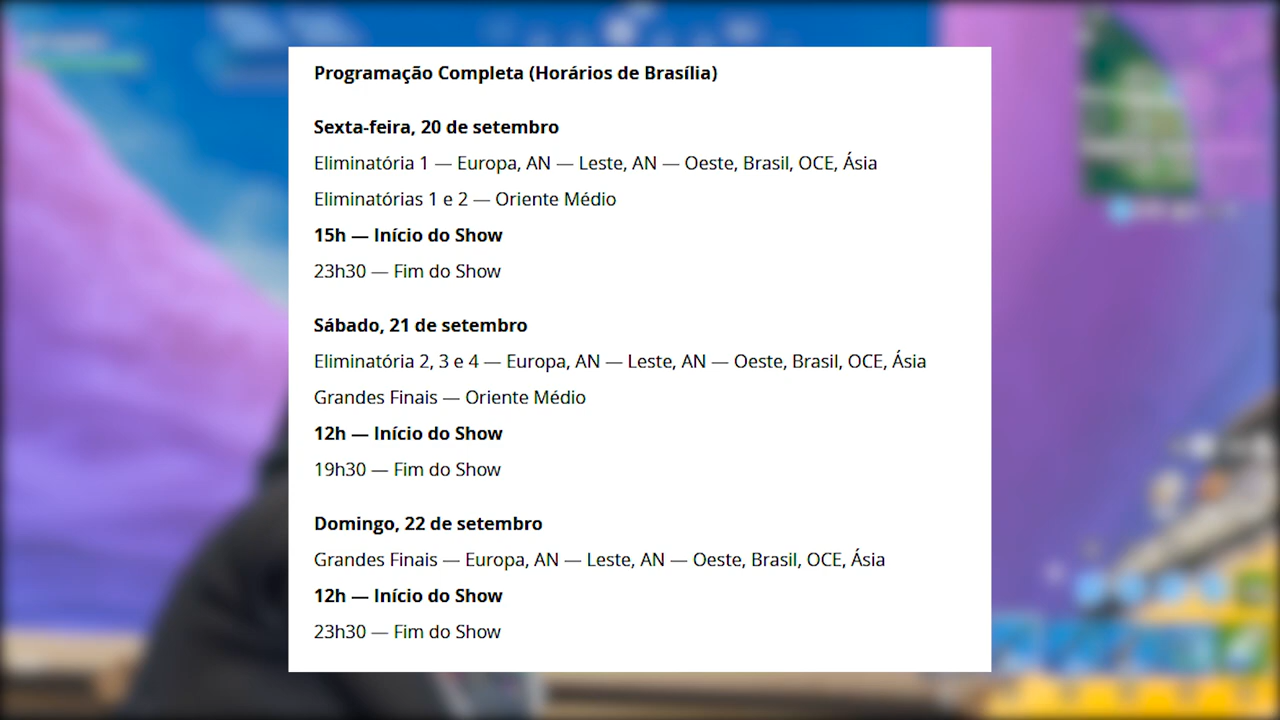 Programação Completa (Horários de Brasília)
Sexta-feira, 20 de setembro
Eliminatória 1 — Europa, AN — Leste, AN — Oeste, Brasil, OCE, Ásia
Eliminatórias 1 e 2 — Oriente Médio
15h — Início do Show
23h30 — Fim do Show
Sábado, 21 de setembro
Eliminatória 2, 3 e 4 — Europa, AN — Leste, AN — Oeste, Brasil, OCE, Ásia
Grandes Finais — Oriente Médio
12h — Início do Show
19h30 — Fim do Show
Domingo, 22 de setembro
Grandes Finais — Europa, AN — Leste, AN — Oeste, Brasil, OCE, Ásia
12h — Início do Show
23h30 — Fim do Show